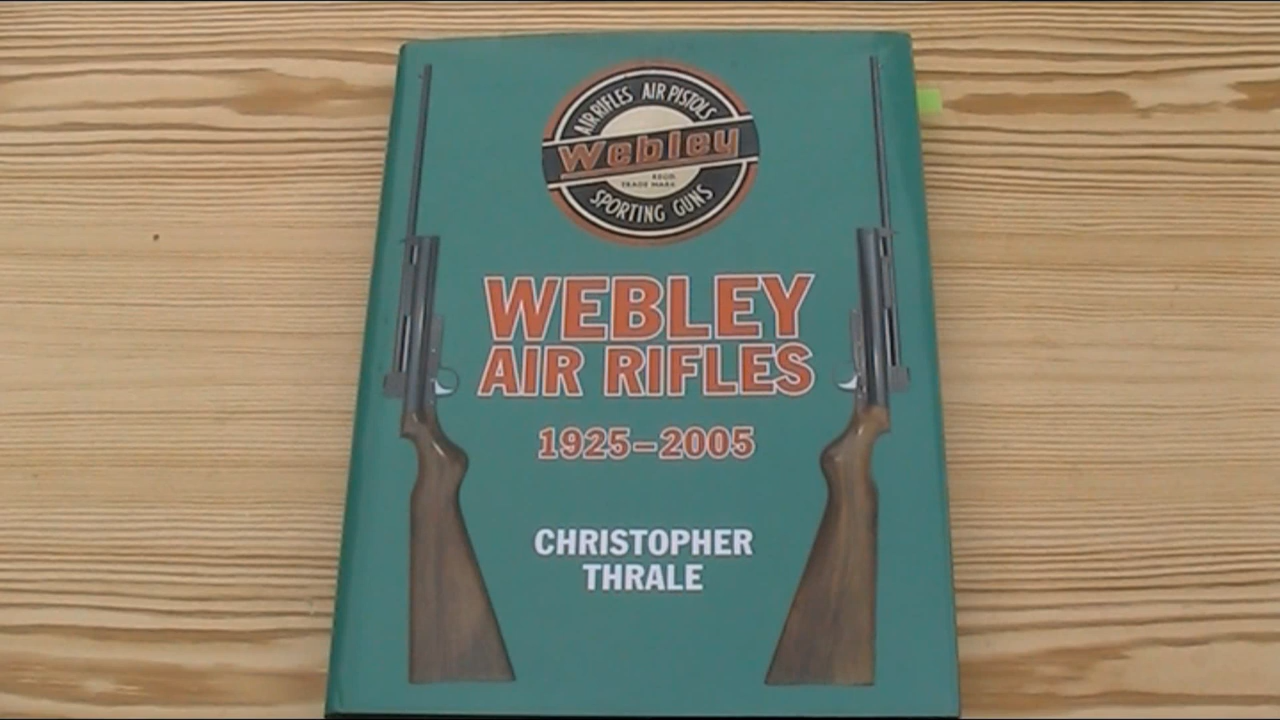 AIR RIFLES AIR PISTOLS
Webley
REGD.
TRADE MARK
SPORTING GUNS
WEBLEY
AIR RIFLES
1925–2005
CHRISTOPHER
THRALE